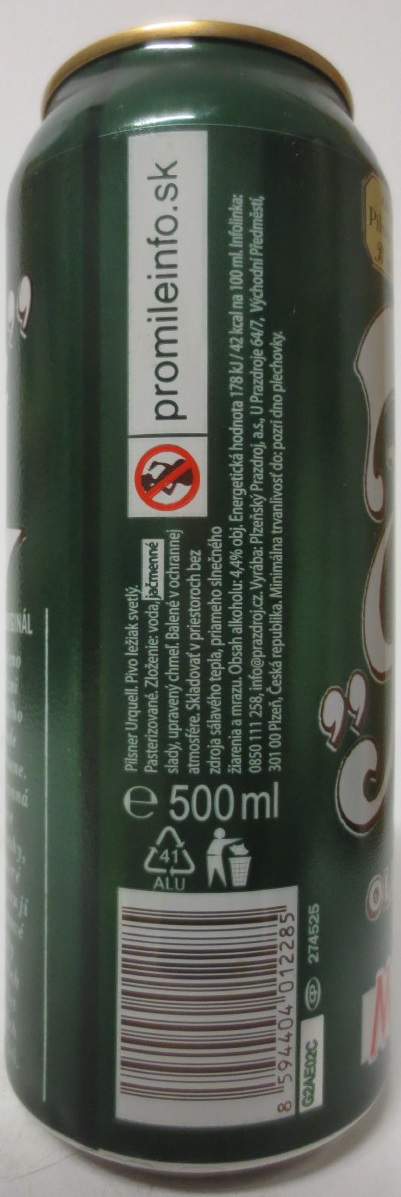 promileinfo.sk
Pilsner Urquell. Pivo ležiak svetlý.
Pasterizované. Zloženie: voda, jačmenné
slady, upravený chmeľ. Balené v ochrannej
atmosfére. Skladovať v priestoroch bez
zdroja sálavého tepla, priameho slnečného
žiarenia a mrazu. Obsah alkoholu: 4,4% obj. Energetická hodnota 178 kJ / 42 kcal na 100 ml. Infolinka:
0850 111 258, info@prazdroj.cz. Vyrába: Plzeňský Prazdroj, a.s., U Prazdroje 64/7, Východní Předměstí,
301 00 Plzeň, Česká republika. Minimálna trvanlivosť do: pozri dno plechovky.
e 500 ml
41
ALU
8 594404 012285
G2AE02C
274525